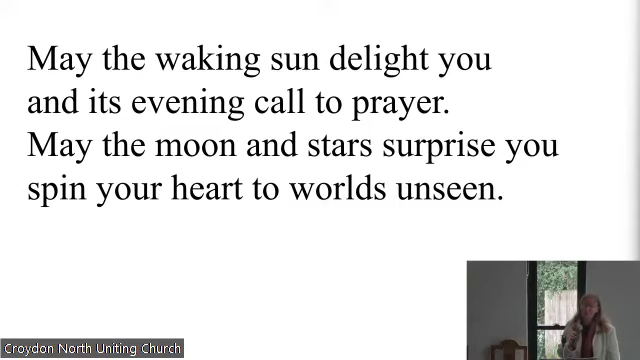 May the waking sun delight you
and its evening call to prayer.
May the moon and stars surprise you
spin your heart to worlds unseen.
Croydon North Uniting Church